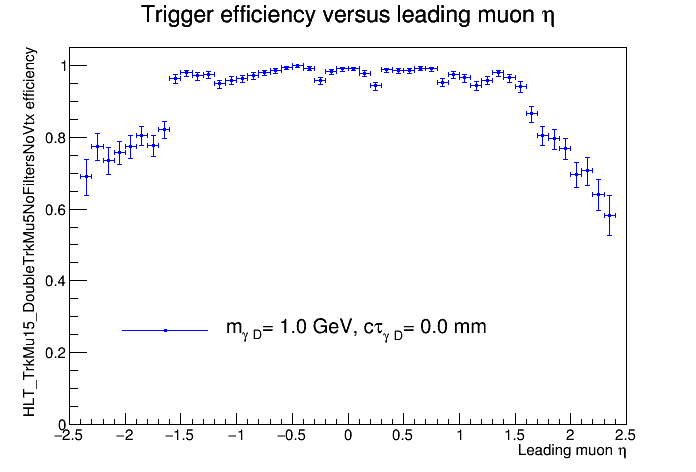 Trigger efficiency versus leading muon η
HLT_TrkMu15_DoubleTrkMu5NoFiltersNoVtx efficiency
1
0.8
0.6
0.4
0.2
0
m_γ D= 1.0 GeV, cτ_γ D= 0.0 mm
−2.5 −2 −1.5 −1 −0.5 0 0.5 1 1.5 2 2.5
Leading muon η